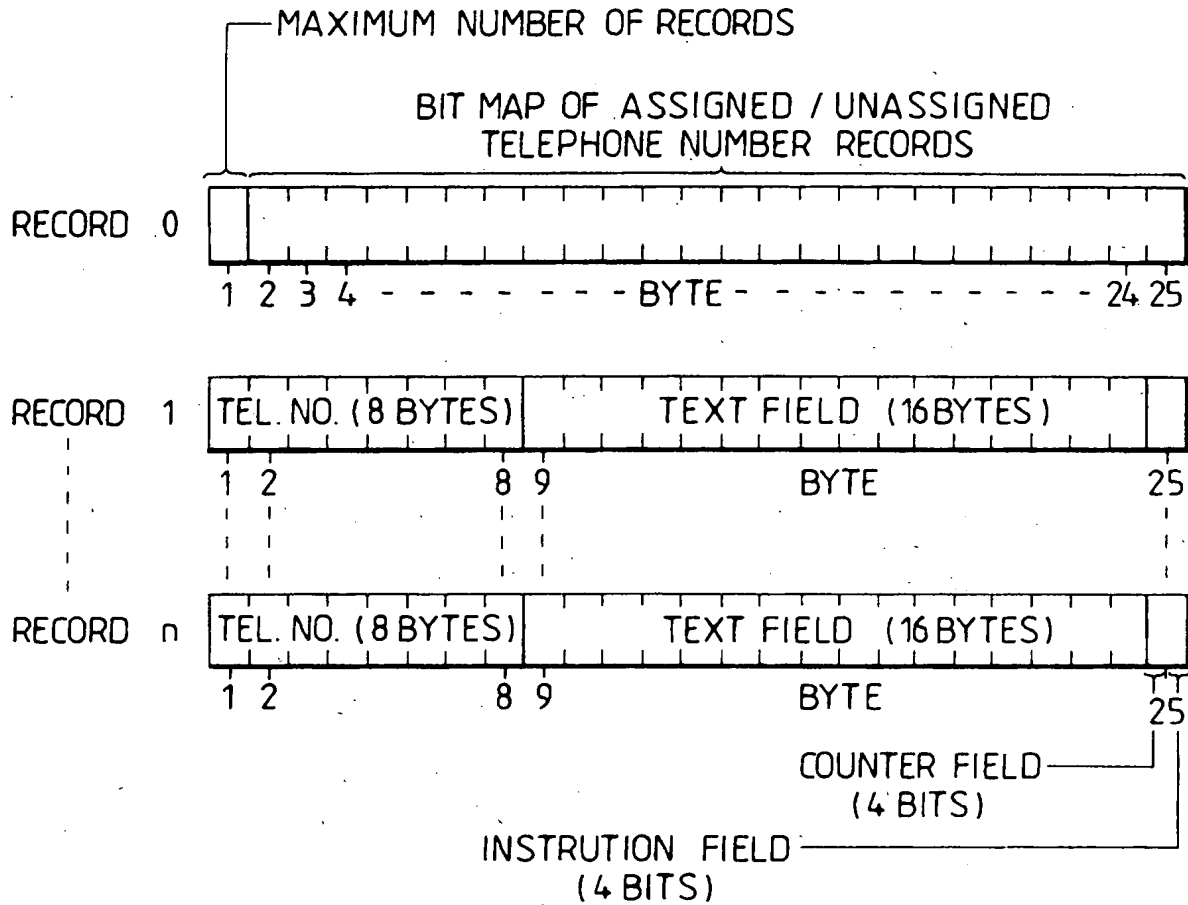 MAXIMUM NUMBER OF RECORDS
BIT MAP OF ASSIGNED / UNASSIGNED
TELEPHONE NUMBER RECORDS
RECORD 0
1 2 3 4 - - - - - - - BYTE - - - - - - - - - - 24 25
RECORD 1 TEL. NO. (8 BYTES) TEXT FIELD (16 BYTES)
1 2 8 9 BYTE 25
RECORD n TEL. NO. (8 BYTES) TEXT FIELD (16 BYTES)
1 2 8 9 BYTE 25
COUNTER FIELD
(4 BITS)
INSTRUTION FIELD
(4 BITS)